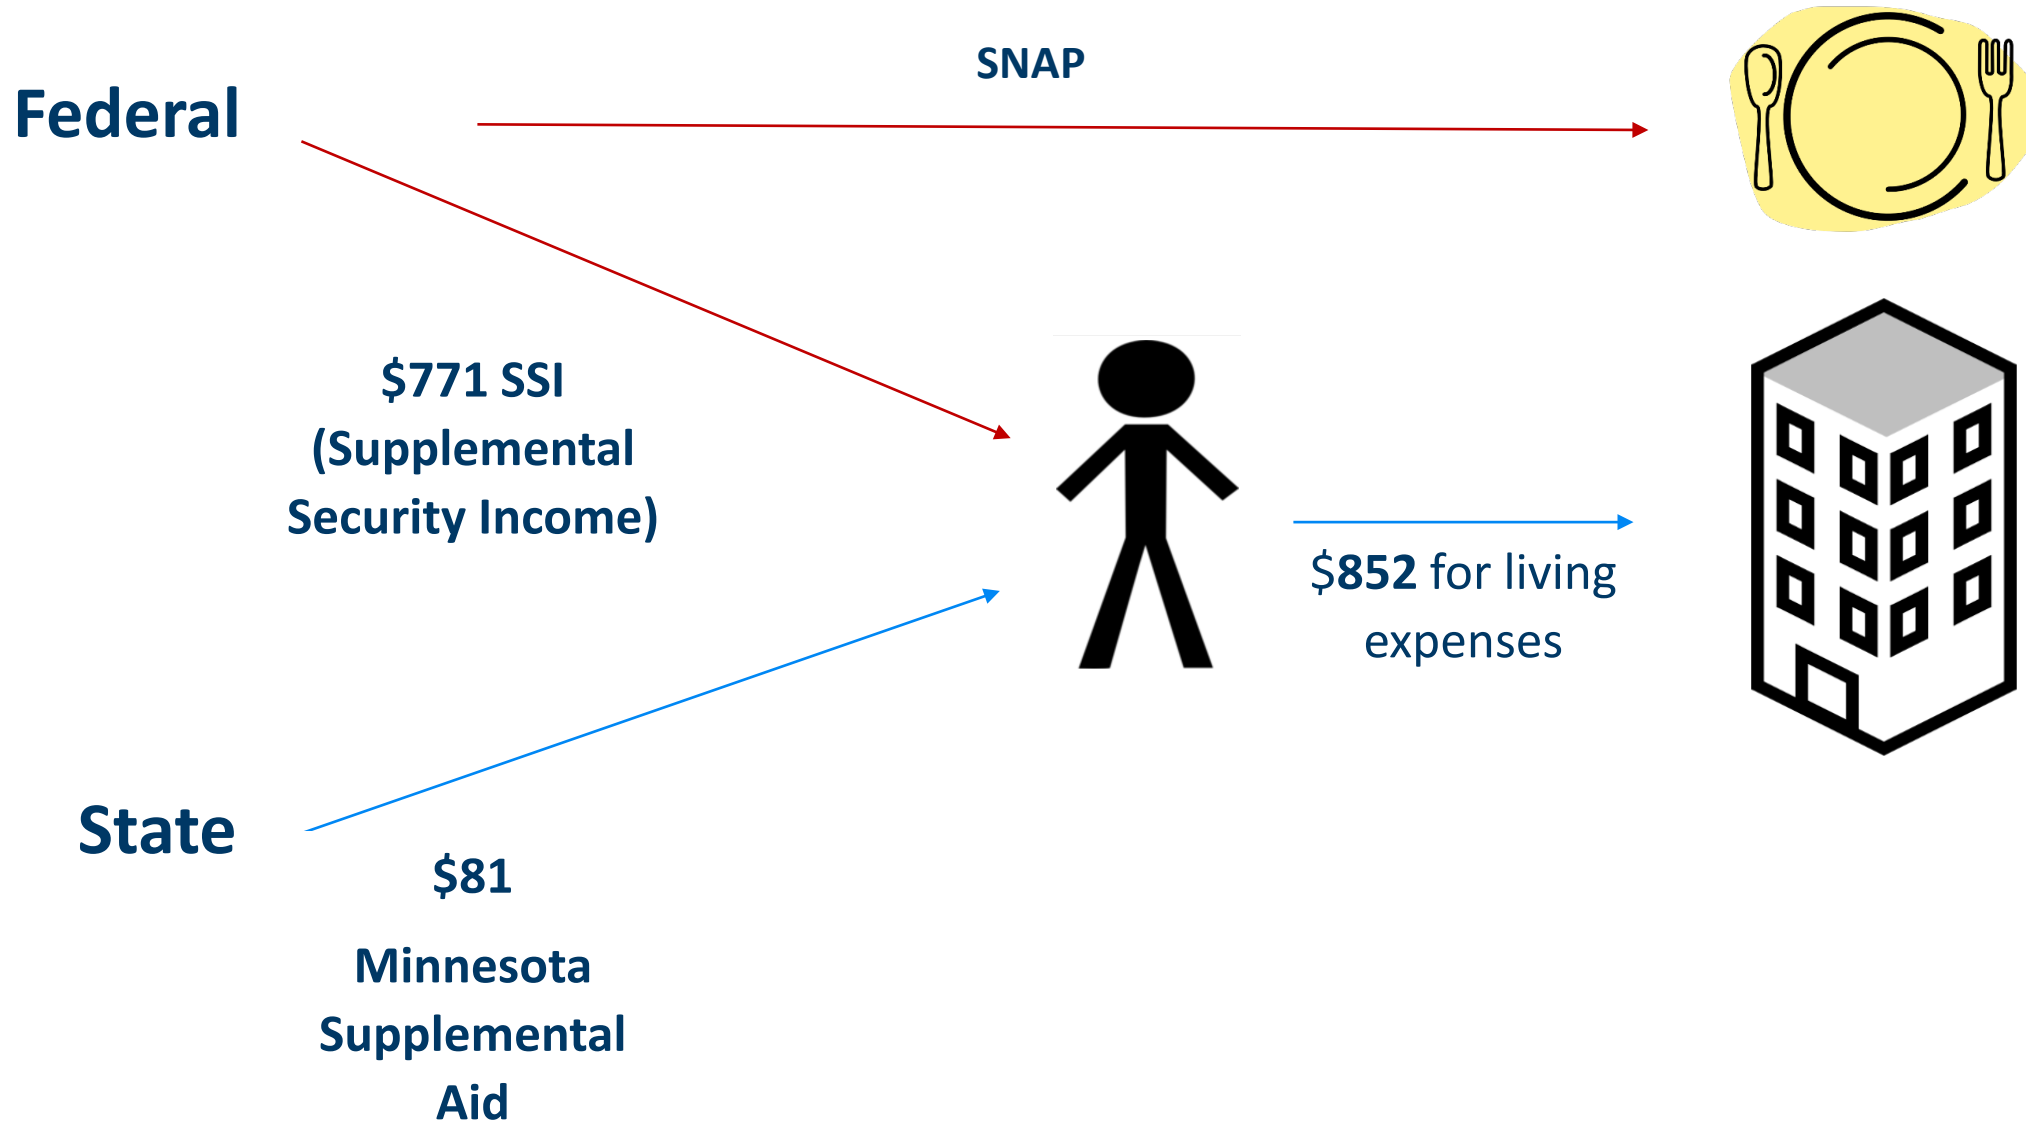 SNAP
Federal
$771 SSI
(Supplemental
Security Income)
$852 for living
expenses
State
$81
Minnesota
Supplemental
Aid